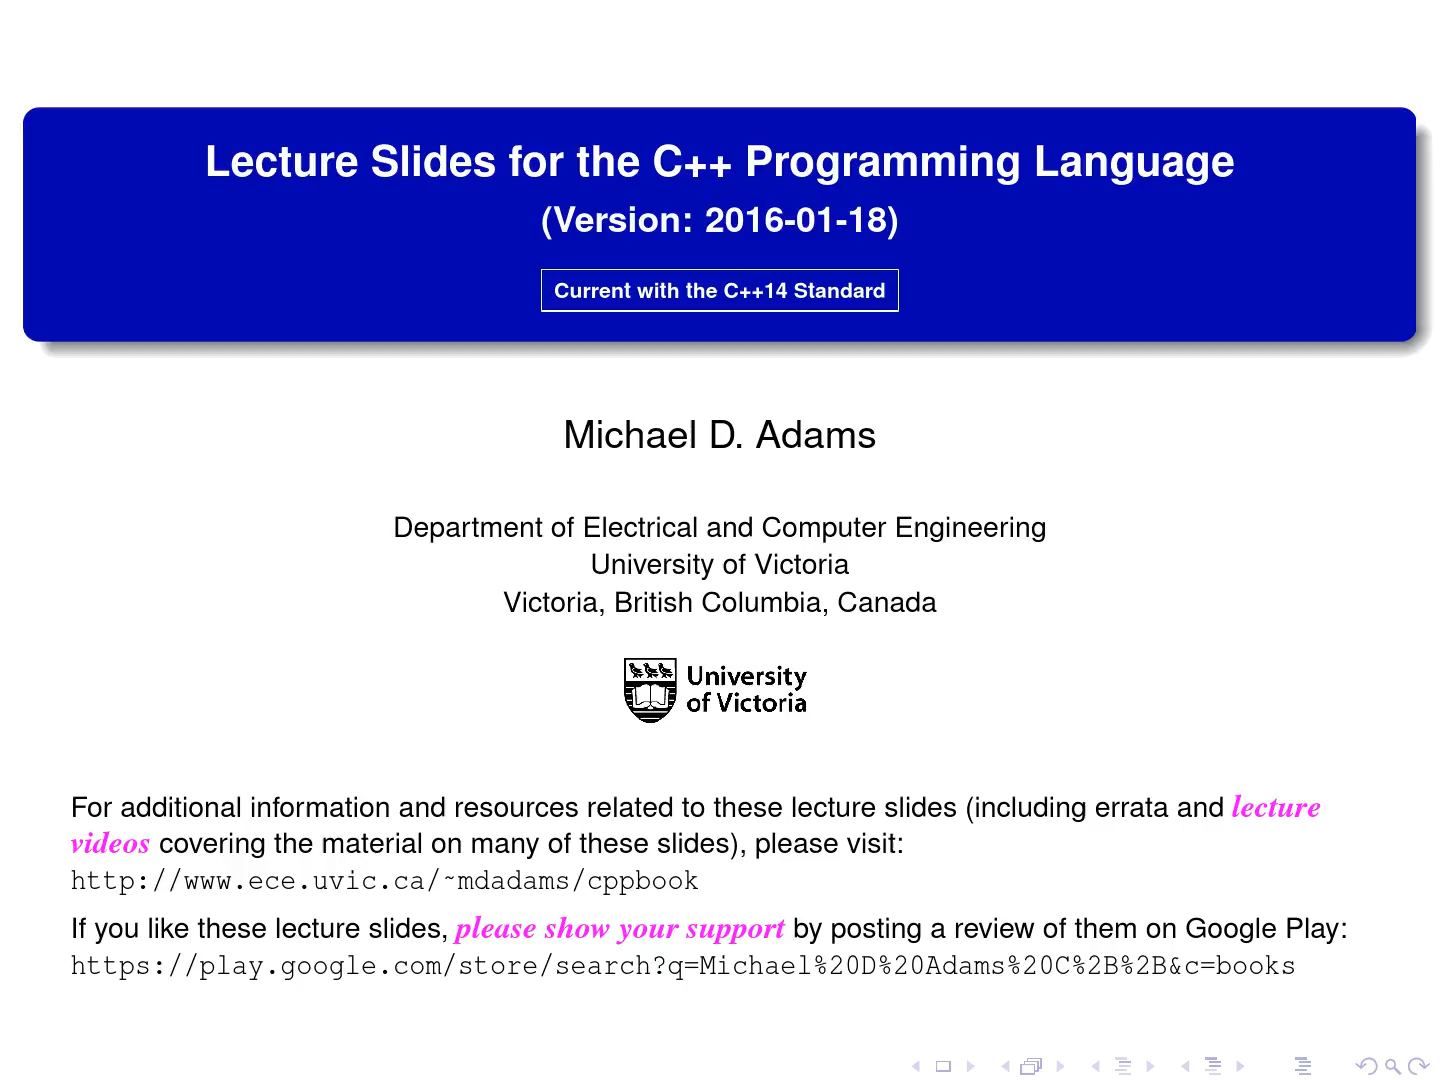 Lecture Slides for the C++ Programming Language
(Version: 2016-01-18)
Current with the C++14 Standard
Michael D. Adams
Department of Electrical and Computer Engineering
University of Victoria
Victoria, British Columbia, Canada
University
of Victoria
For additional information and resources related to these lecture slides (including errata and lecture
videos covering the material on many of these slides), please visit:
http://www.ece.uvic.ca/~mdadams/cppbook
If you like these lecture slides, please show your support by posting a review of them on Google Play:
https://play.google.com/store/search?q=Michael%20D%20Adams%20C%2B%2B&c=books